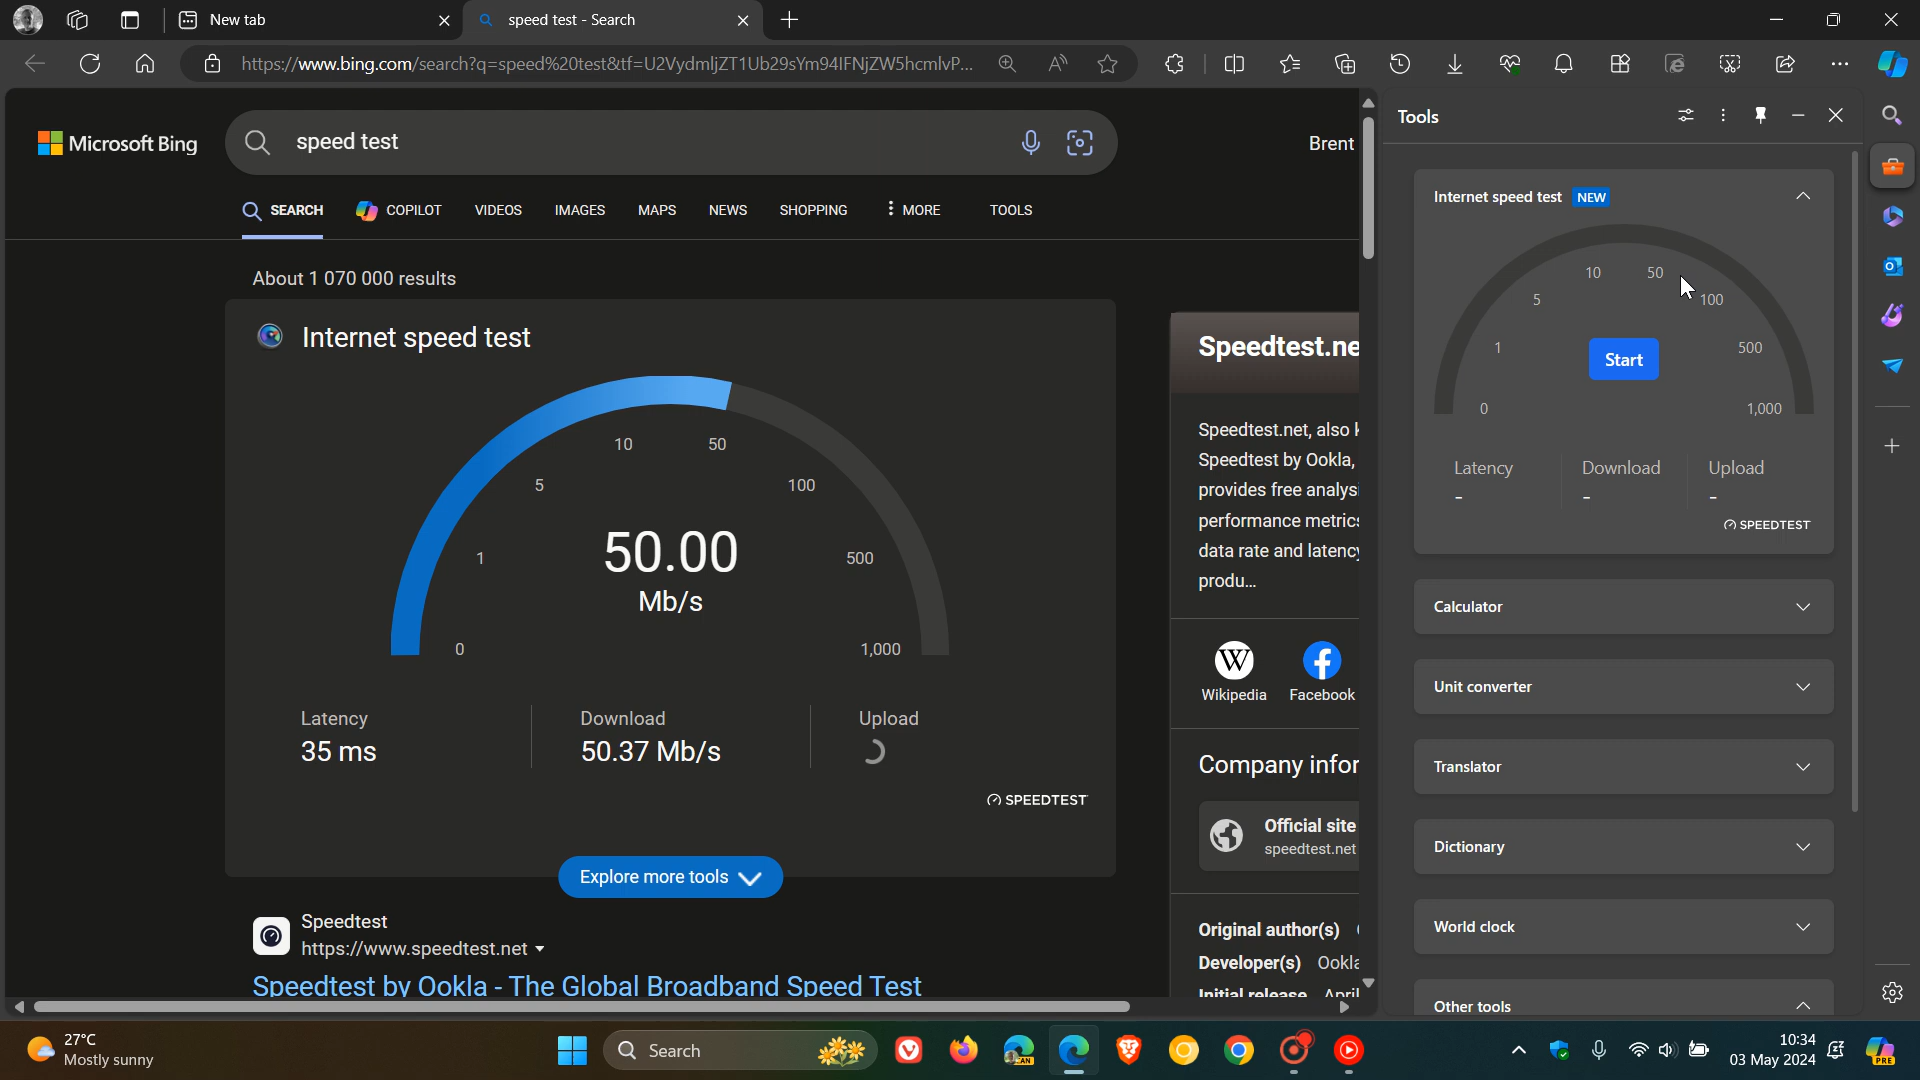 New tab
speed test - Search
https://www.bing.com/search?q=speed%20test&tf=U2VydmljZT1Ub29sYm94IFNjZW5hcmlvP...
Microsoft Bing
speed test
Brent
SEARCH
COPILOT
VIDEOS
IMAGES
MAPS
NEWS
SHOPPING
MORE
TOOLS
About 1 070 000 results
Internet speed test
0
1
5
10
50
100
500
1,000
50.00
Mb/s
Latency
35 ms
Download
50.37 Mb/s
Upload
SPEEDTEST
Explore more tools
Speedtest
https://www.speedtest.net
Speedtest by Ookla - The Global Broadband Speed Test
Speedtest.ne
Speedtest.net, also
Speedtest by Ookla,
provides free analysi
performance metrics
data rate and latency
produ...
Wikipedia
Facebook
Company infor
Official site
speedtest.net
Original author(s)
Developer(s) Ookla
Initial release April
Tools
Internet speed test NEW
0
1
5
10
50
100
500
1,000
Start
Latency
-
Download
-
Upload
-
SPEEDTEST
Calculator
Unit converter
Translator
Dictionary
World clock
Other tools
27°C
Mostly sunny
Search
CAN
10:34
03 May 2024
PRE